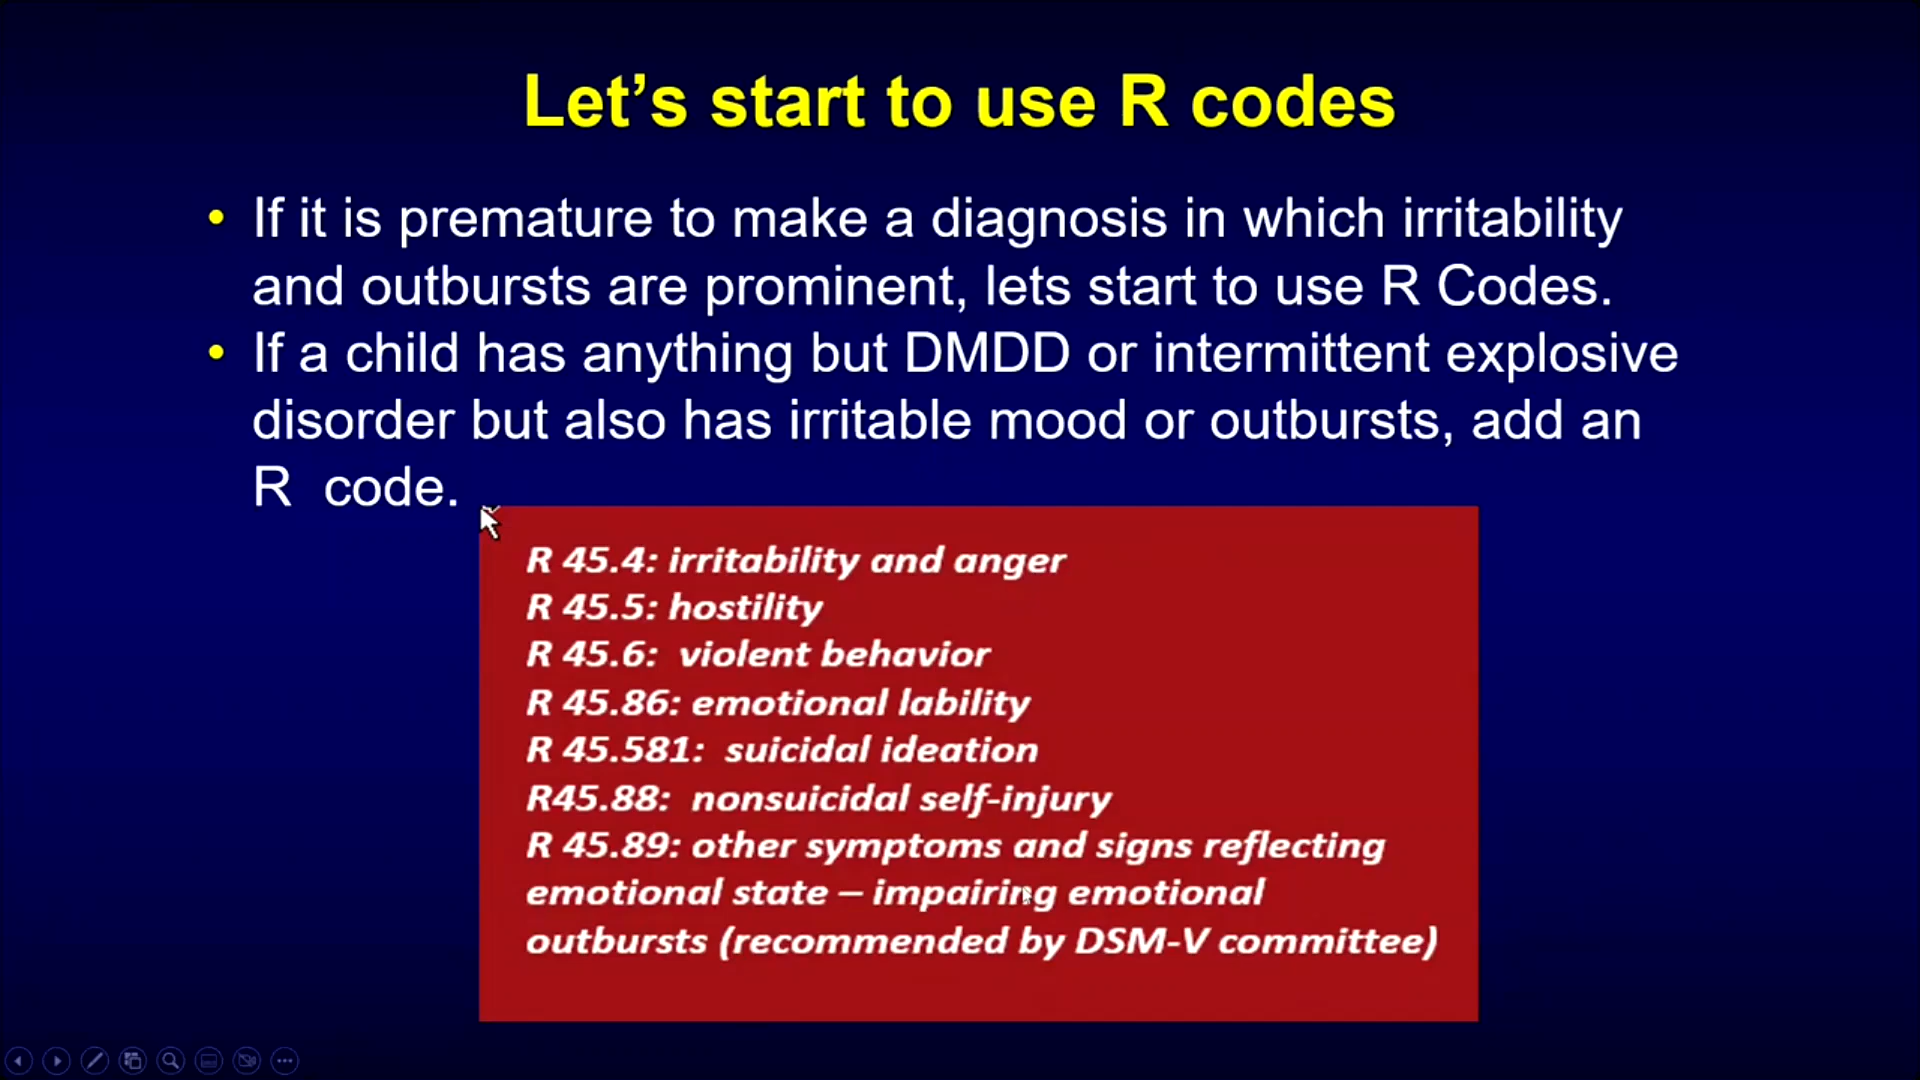 Let’s start to use R codes
• If it is premature to make a diagnosis in which irritability
and outbursts are prominent, lets start to use R Codes.
• If a child has anything but DMDD or intermittent explosive
disorder but also has irritable mood or outbursts, add an
R  code.
R 45.4: irritability and anger
R 45.5: hostility
R 45.6:  violent behavior
R 45.86: emotional lability
R 45.581:  suicidal ideation
R45.88:  nonsuicidal self-injury
R 45.89: other symptoms and signs reflecting
emotional state – impairing emotional
outbursts (recommended by DSM-V committee)